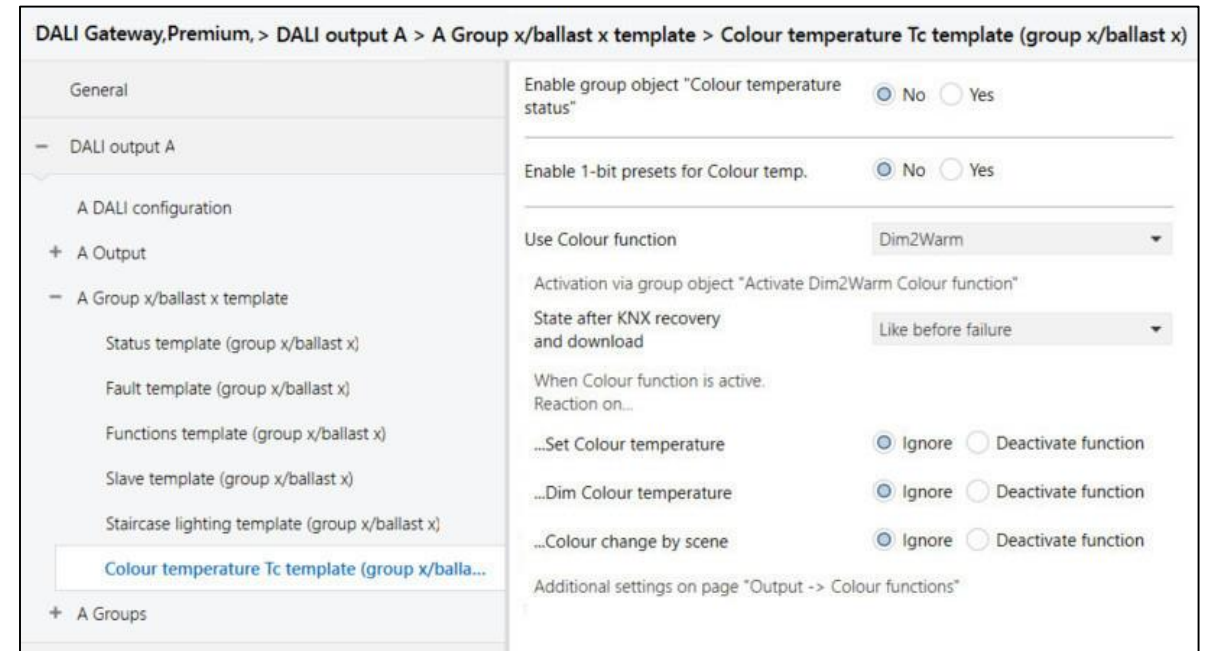 DALI Gateway,Premium, > DALI output A > A Group x/ballast x template > Colour temperature Tc template (group x/ballast x)
General
− DALI output A
A DALI configuration
+ A Output
− A Group x/ballast x template
Status template (group x/ballast x)
Fault template (group x/ballast x)
Functions template (group x/ballast x)
Slave template (group x/ballast x)
Staircase lighting template (group x/ballast x)
Colour temperature Tc template (group x/balla...
+ A Groups
Enable group object "Colour temperature
status"
No Yes
Enable 1-bit presets for Colour temp. No Yes
Use Colour function Dim2Warm
Activation via group object "Activate Dim2Warm Colour function"
State after KNX recovery
and download
Like before failure
When Colour function is active.
Reaction on...
...Set Colour temperature Ignore Deactivate function
...Dim Colour temperature Ignore Deactivate function
...Colour change by scene Ignore Deactivate function
Additional settings on page "Output -> Colour functions"